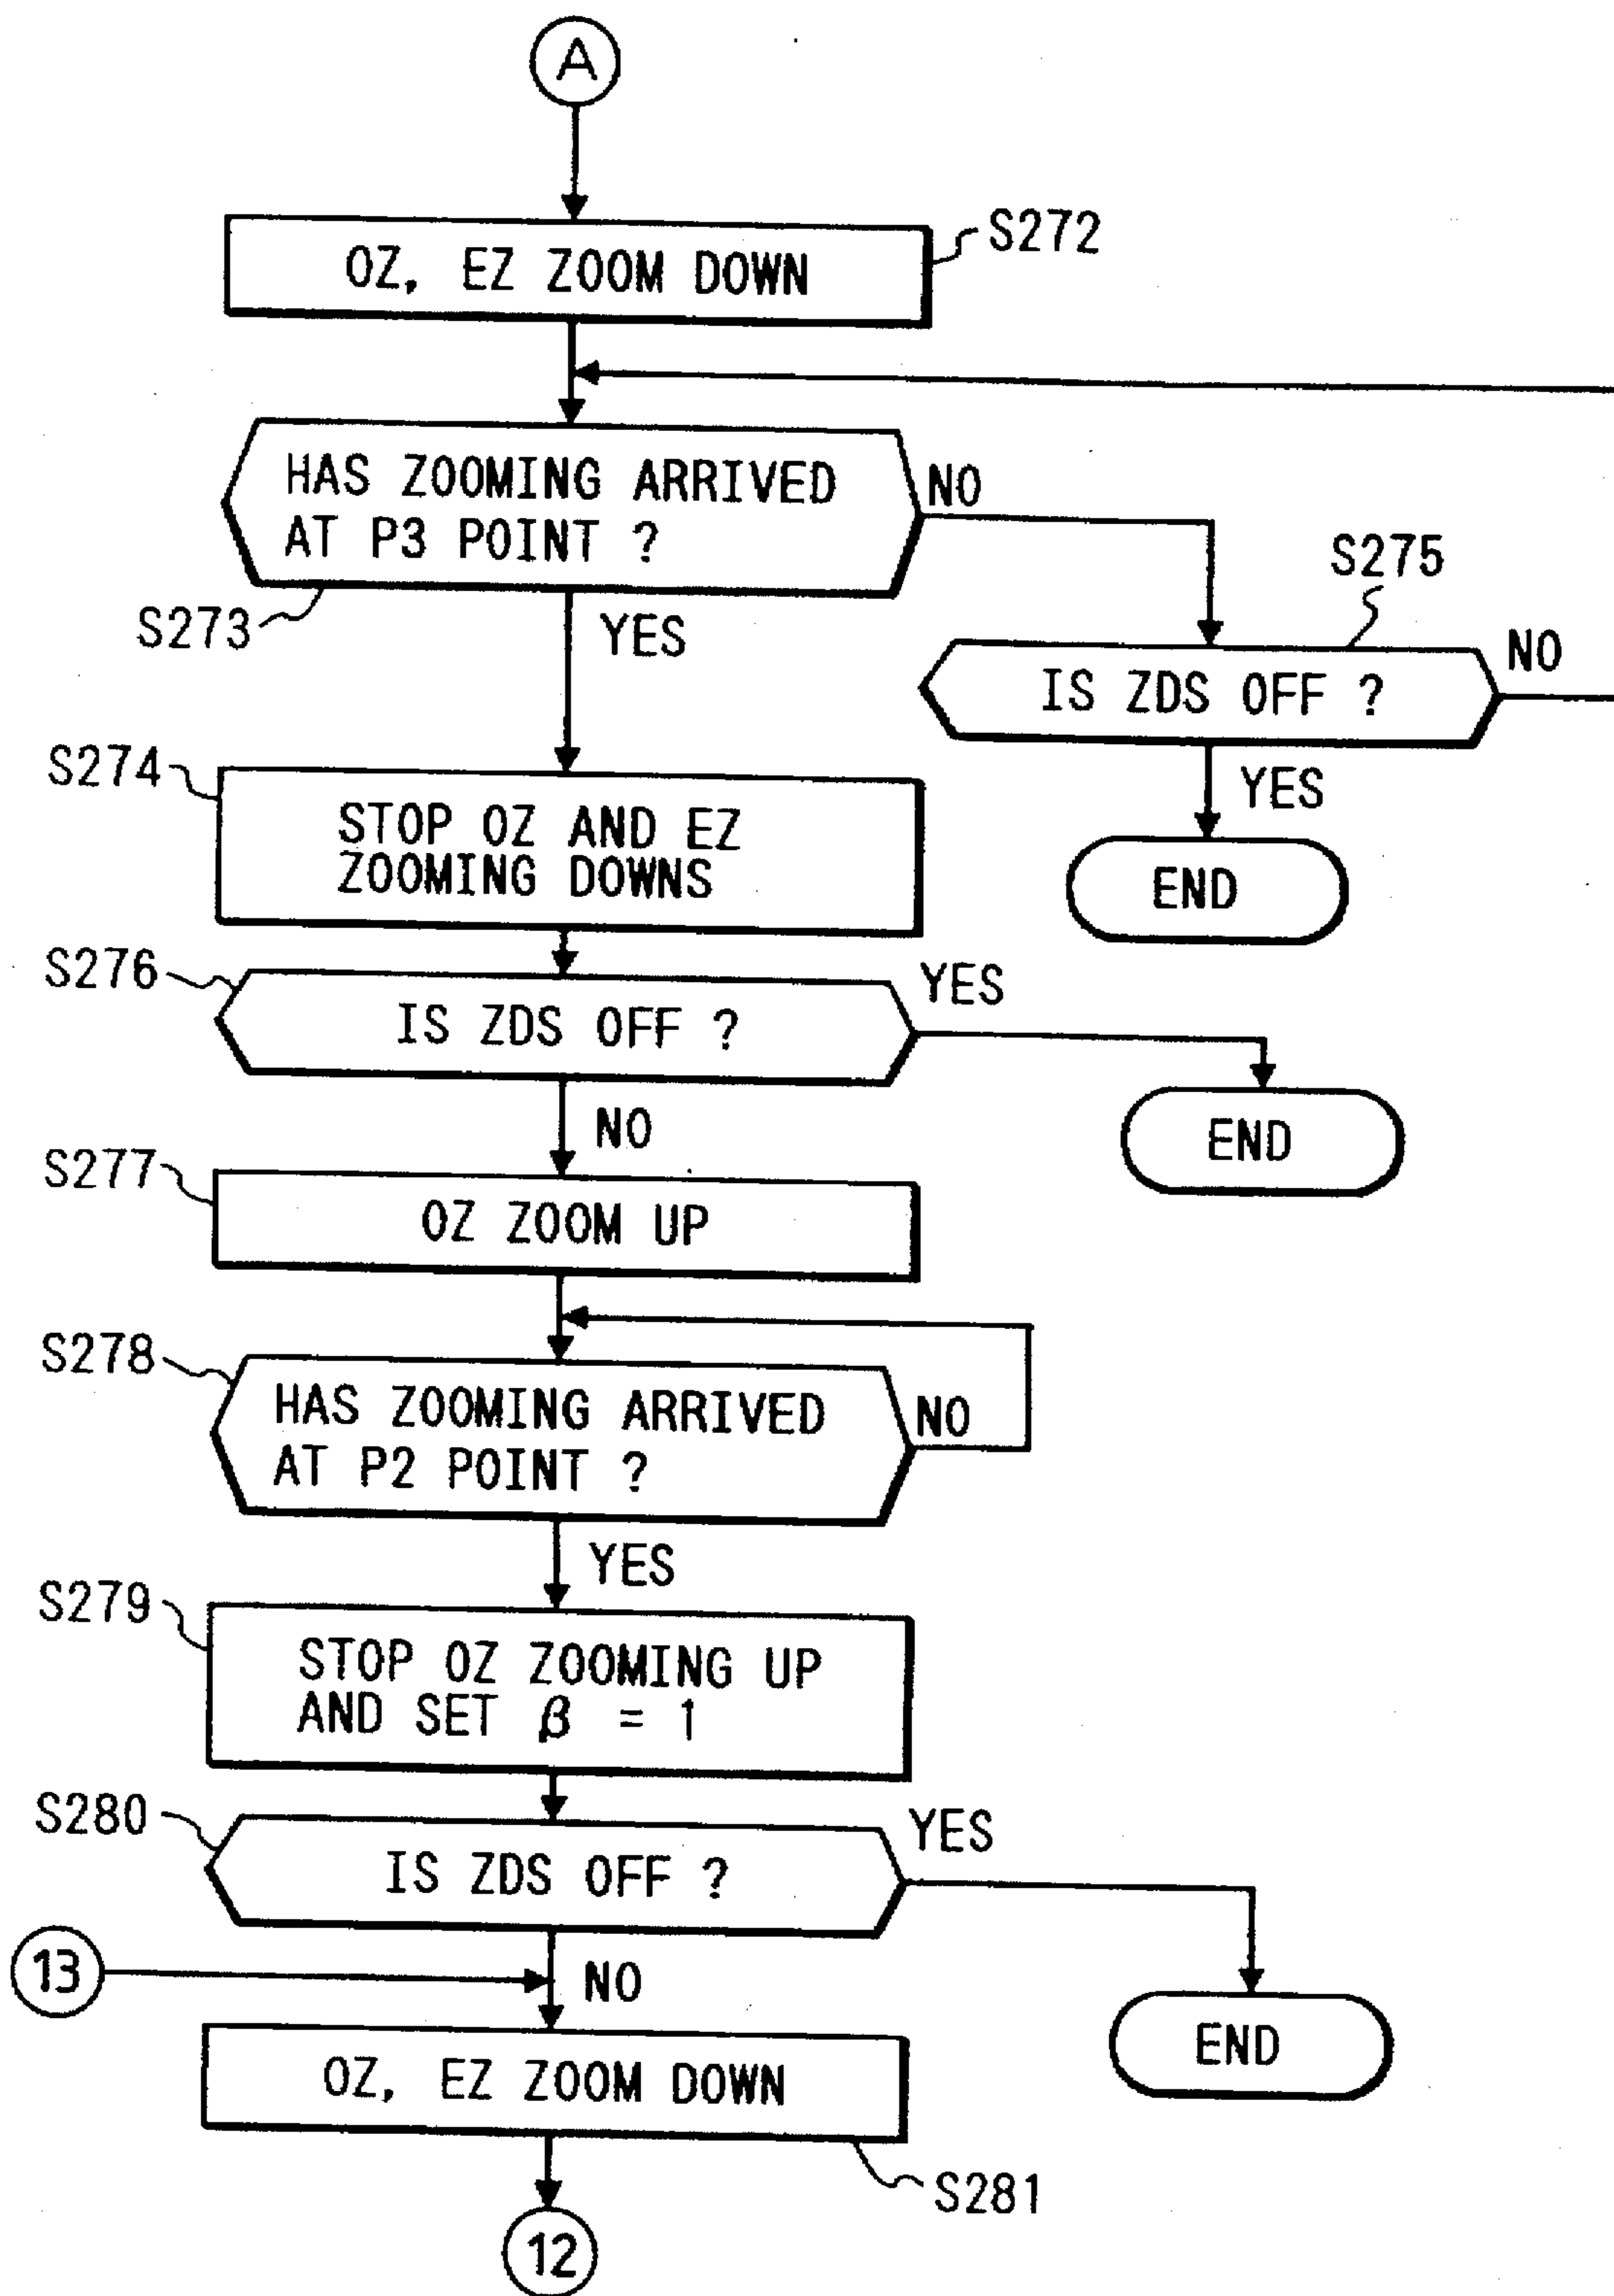 A
S272
OZ, EZ ZOOM DOWN
HAS ZOOMING ARRIVED
AT P3 POINT ?
NO
S273
YES
S275
IS ZDS OFF ?
NO
YES
END
S274
STOP OZ AND EZ
ZOOMING DOWNS
S276
IS ZDS OFF ?
YES
END
NO
S277
OZ ZOOM UP
S278
HAS ZOOMING ARRIVED
AT P2 POINT ?
NO
YES
S279
STOP OZ ZOOMING UP
AND SET β = 1
S280
IS ZDS OFF ?
YES
END
13
NO
OZ, EZ ZOOM DOWN
S281
12